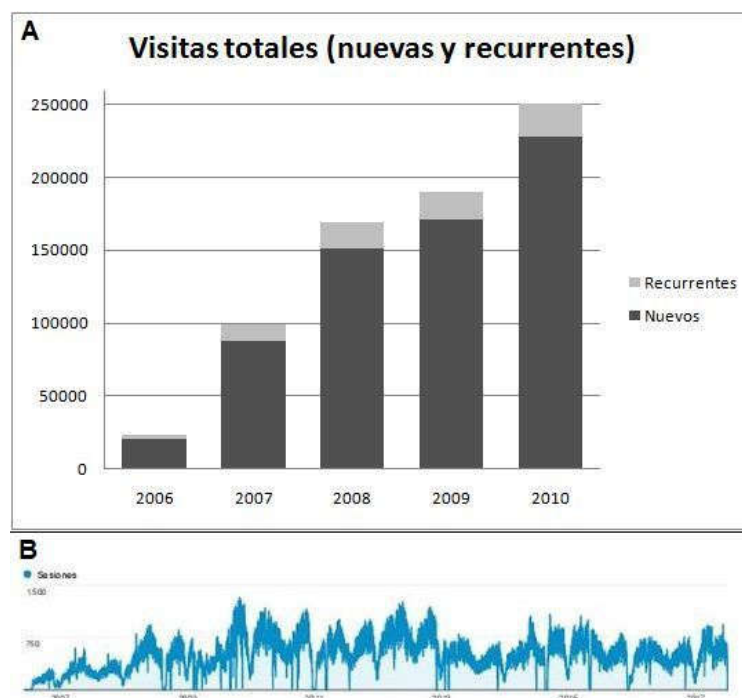 A
Visitas totales (nuevas y recurrentes)
250000
200000
150000
100000
50000
0
Recurrentes
Nuevos
2006 2007 2008 2009 2010
B
Sesiones
1500
750